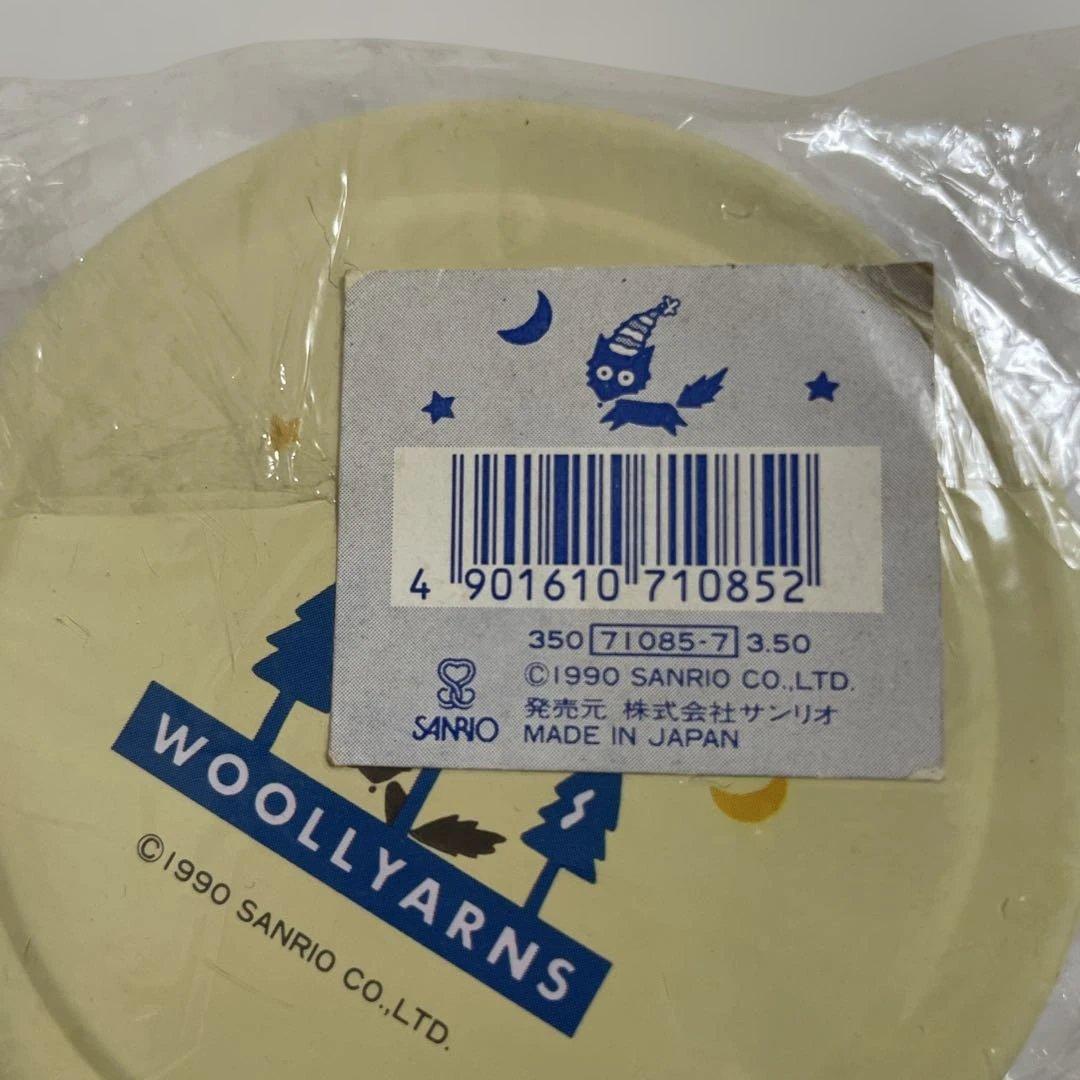 4 901610 710852
350 71085-7 3.50
©1990 SANRIO CO.,LTD.
発売元 株式会社サンリオ
MADE IN JAPAN
SANRIO
WOOLLYARNS
©1990 SANRIO CO.,LTD.